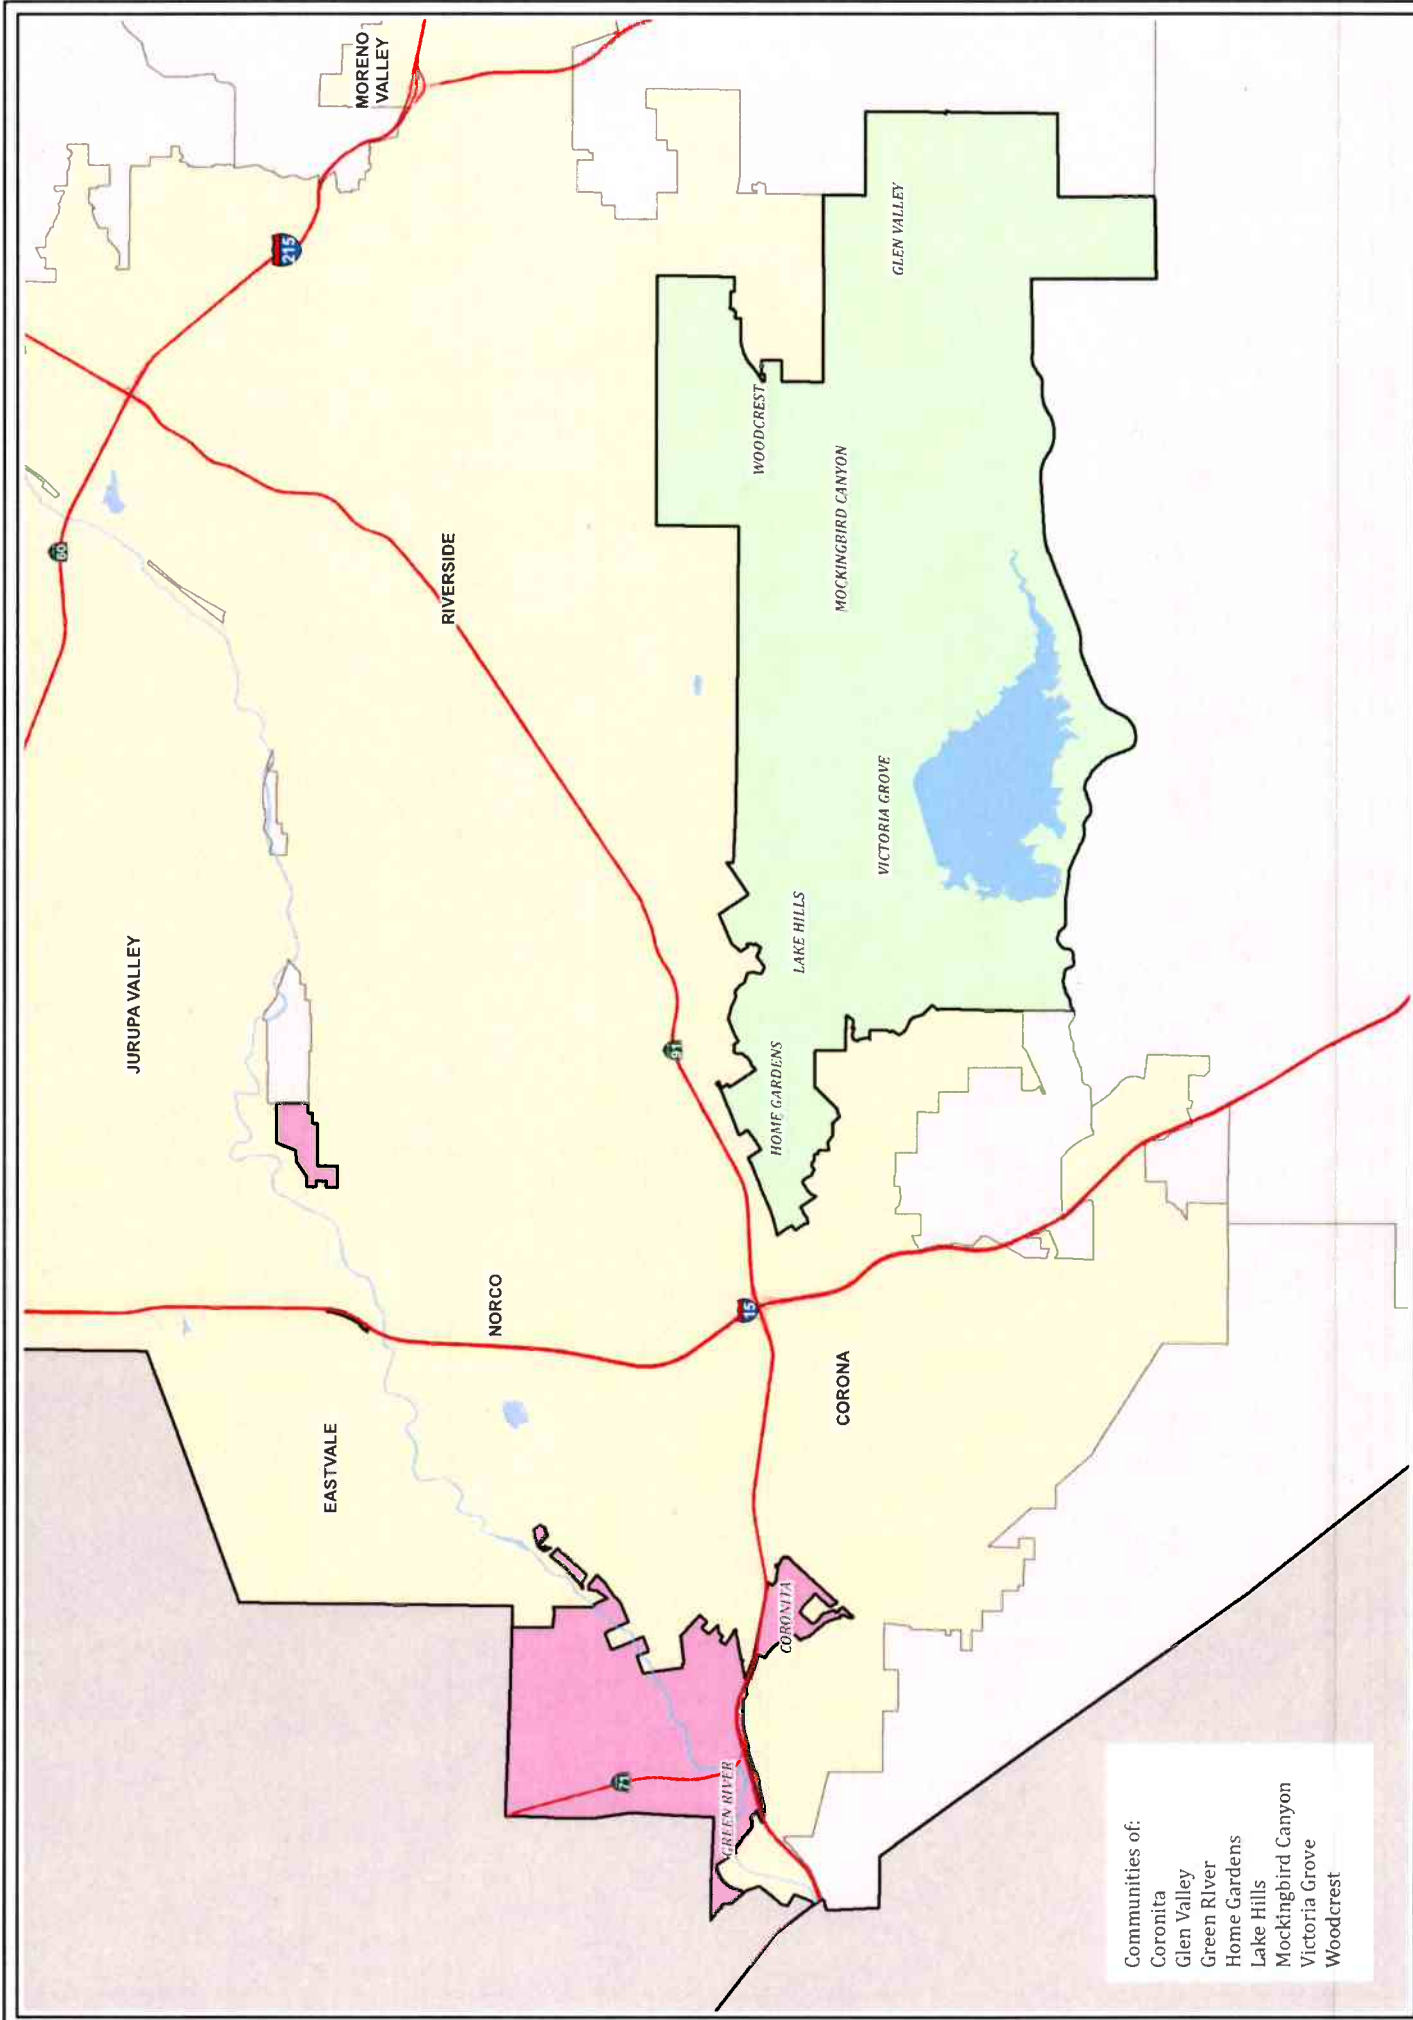 MORENO
VALLEY
215
60
RIVERSIDE
JURUPA VALLEY
91
NORCO
15
EASTVALE
CORONA
71
GLEN VALLEY
WOODCREST
MOCKINGBIRD CANYON
VICTORIA GROVE
LAKE HILLS
HOME GARDENS
CORONITA
GREEN RIVER
Communities of:
Coronita
Glen Valley
Green RIver
Home Gardens
Lake Hills
Mockingbird Canyon
Victoria Grove
Woodcrest